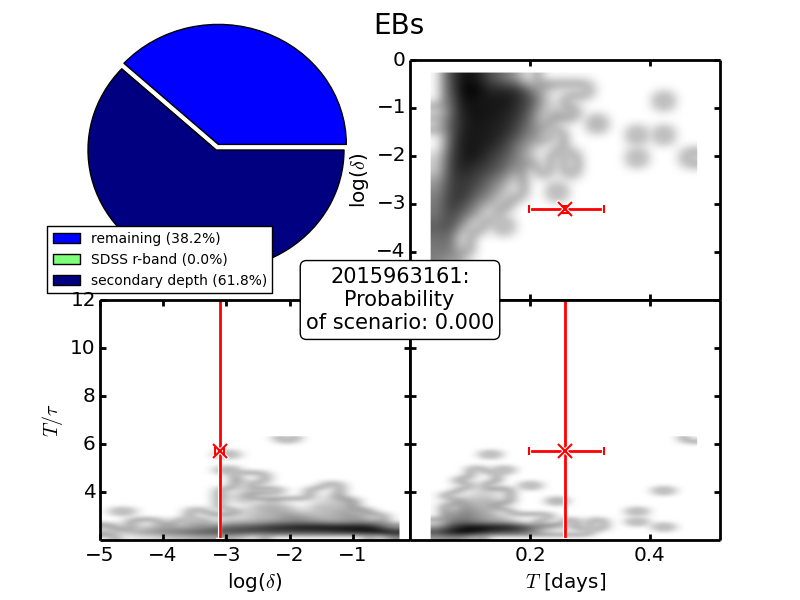 EBs
0
−1
−2
−3
−4
log(δ)
remaining (38.2%)
SDSS r-band (0.0%)
secondary depth (61.8%)
2015963161:
Probability
of scenario: 0.000
12
10
8
6
4
T/τ
−5 −4 −3 −2 −1
log(δ)
0.2 0.4
T [days]